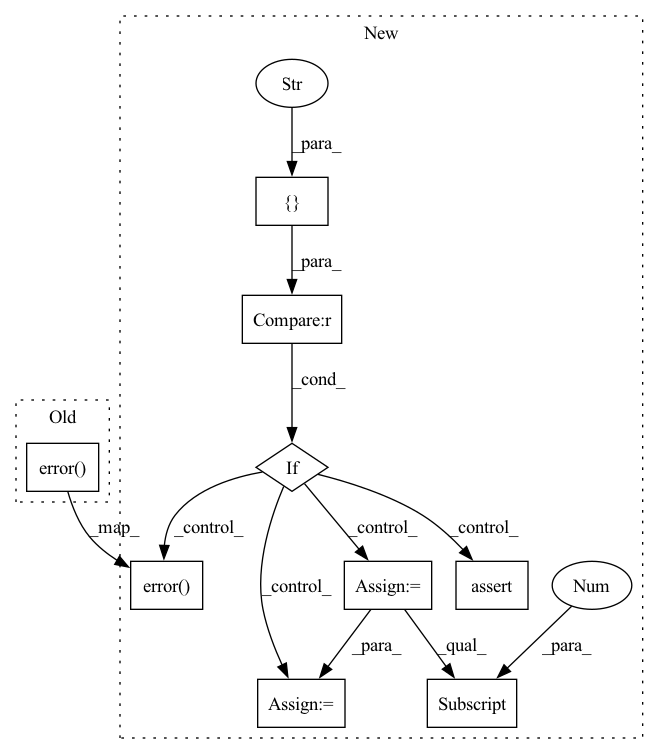 New
Str
_para_
{}
_para_
Compare:r
_cond_
Old
error()
If
_map_
_control_
_control_
_control_
_control_
error()
Assign:=
assert
Num
_para_
_qual_
_para_
Assign:=
Subscript